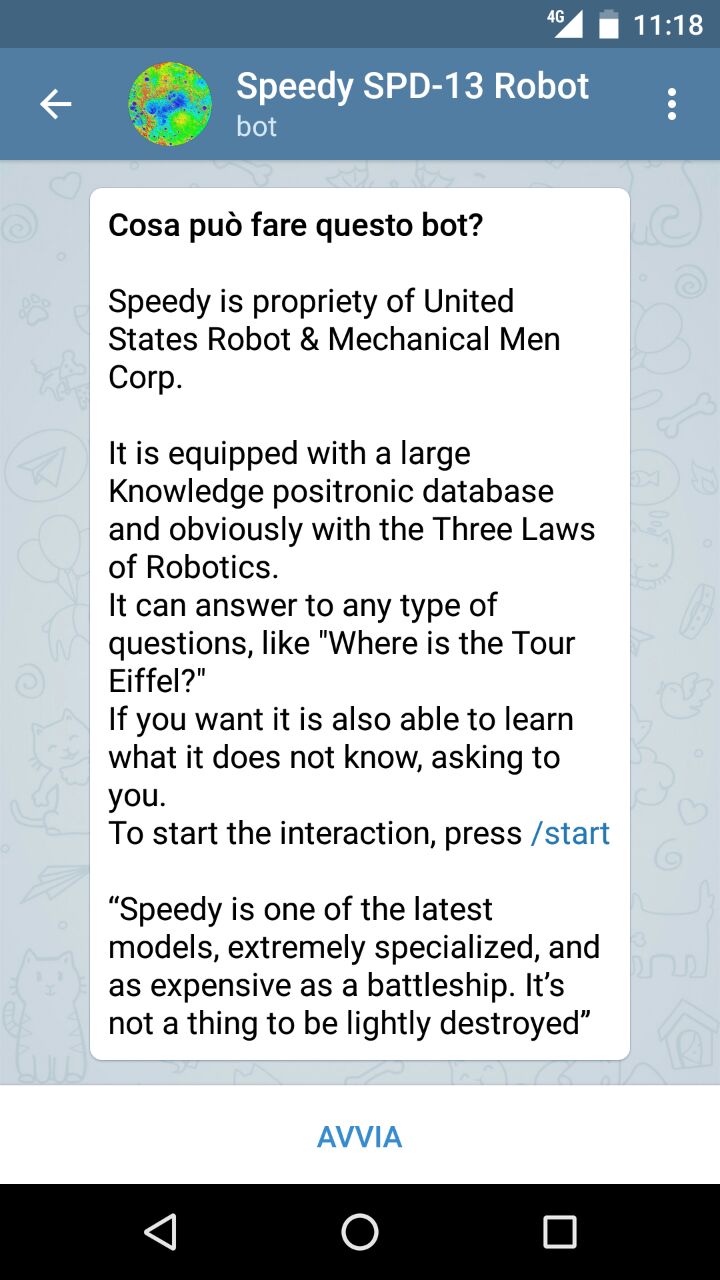 4G 11:18
Speedy SPD-13 Robot
bot
Cosa può fare questo bot?
Speedy is propriety of United
States Robot & Mechanical Men
Corp.
It is equipped with a large
Knowledge positronic database
and obviously with the Three Laws
of Robotics.
It can answer to any type of
questions, like "Where is the Tour
Eiffel?"
If you want it is also able to learn
what it does not know, asking to
you.
To start the interaction, press /start
“Speedy is one of the latest
models, extremely specialized, and
as expensive as a battleship. It’s
not a thing to be lightly destroyed”
AVVIA